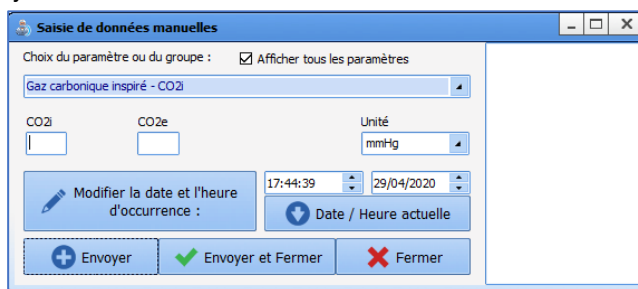 Saisie de données manuelles
Choix du paramètre ou du groupe : Afficher tous les paramètres
Gaz carbonique inspiré - CO2i
CO2i CO2e Unité
mmHg
Modifier la date et l'heure
d'occurrence :
17:44:39 29/04/2020
Date / Heure actuelle
Envoyer Envoyer et Fermer Fermer